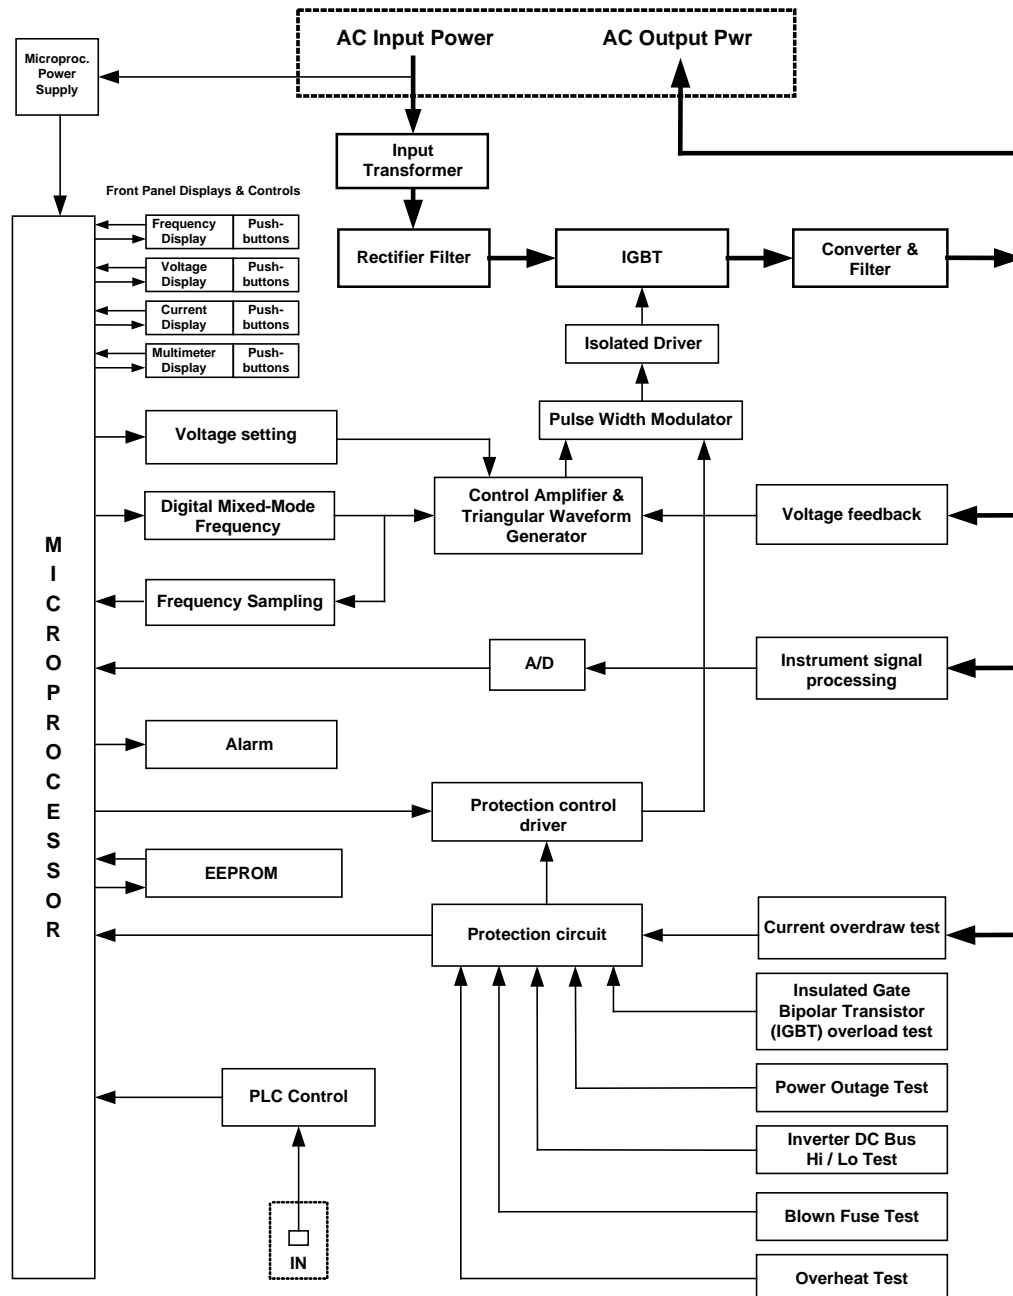 AC Input Power
AC Output Pwr
Microproc.
Power
Supply
Input
Transformer
Front Panel Displays & Controls
Frequency
Display
Push-
buttons
Voltage
Display
Push-
buttons
Current
Display
Push-
buttons
Multimeter
Display
Push-
buttons
Rectifier Filter
IGBT
Converter &
Filter
Isolated Driver
Pulse Width Modulator
Voltage setting
Digital Mixed-Mode
Frequency
Control Amplifier &
Triangular Waveform
Generator
Voltage feedback
Frequency Sampling
A/D
Instrument signal
processing
Alarm
Protection control
driver
EEPROM
Protection circuit
Current overdraw test
Insulated Gate
Bipolar Transistor
(IGBT) overload test
PLC Control
Power Outage Test
Inverter DC Bus
Hi / Lo Test
Blown Fuse Test
IN
Overheat Test
M
I
C
R
O
P
R
O
C
E
S
S
O
R